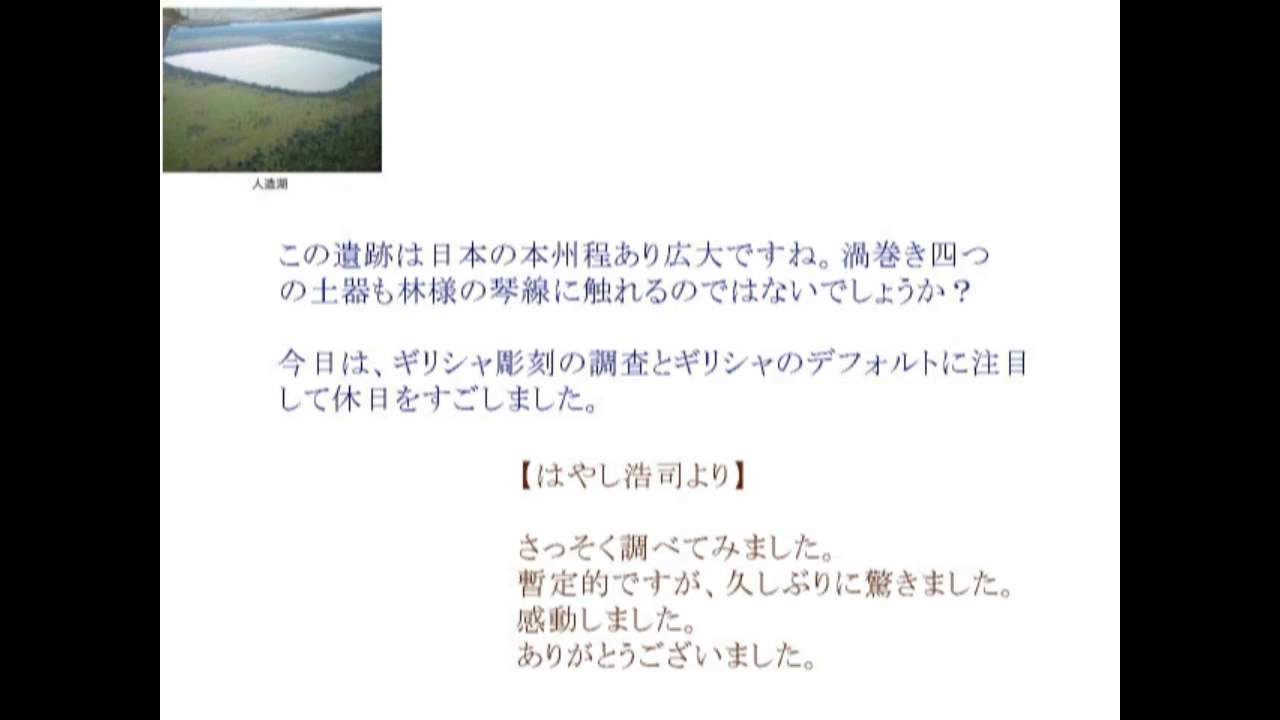 人造湖
この遺跡は日本の本州程あり広大ですね。渦巻き四つ
の土器も林様の琴線に触れるのではないでしょうか？
今日は、ギリシャ彫刻の調査とギリシャのデフォルトに注目
して休日をすごしました。
【はやし浩司より】
さっそく調べてみました。
暫定的ですが、久しぶりに驚きました。
感動しました。
ありがとうございました。